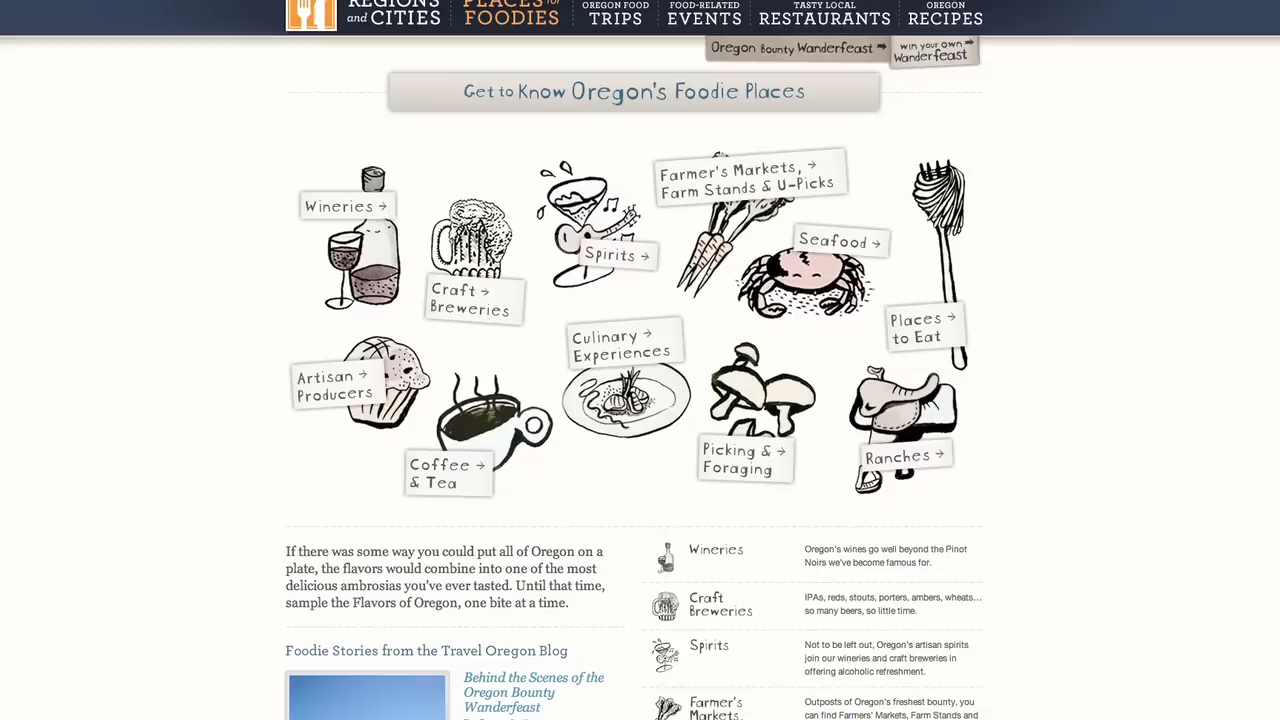 REGIONS
and CITIES
PLACES for
FOODIES
OREGON FOOD
TRIPS
FOOD-RELATED
EVENTS
TASTY LOCAL
RESTAURANTS
OREGON
RECIPES
Oregon Bounty Wanderfeast ➡
win your own ➡
Wanderfeast
Get to Know Oregon's Foodie Places
Wineries →
Craft →
Breweries
Spirits →
Farmer's Markets, →
Farm Stands & U-Picks
Seafood →
Places →
to Eat
Artisan →
Producers
Coffee →
& Tea
Culinary →
Experiences
Picking & →
Foraging
Ranches →
If there was some way you could put all of Oregon on a
plate, the flavors would combine into one of the most
delicious ambrosias you've ever tasted. Until that time,
sample the Flavors of Oregon, one bite at a time.
Foodie Stories from the Travel Oregon Blog
Behind the Scenes of the
Oregon Bounty
Wanderfeast
Wineries
Oregon's wines go well beyond the Pinot
Noirs we've become famous for.
Craft
Breweries
IPAs, reds, stouts, porters, ambers, wheats…
so many beers, so little time.
Spirits
Not to be left out, Oregon's artisan spirits
join our wineries and craft breweries in
offering alcoholic refreshment.
Farmer's
Markets,
Outposts of Oregon's freshest bounty, you
can find Farmers' Markets, Farm Stands and